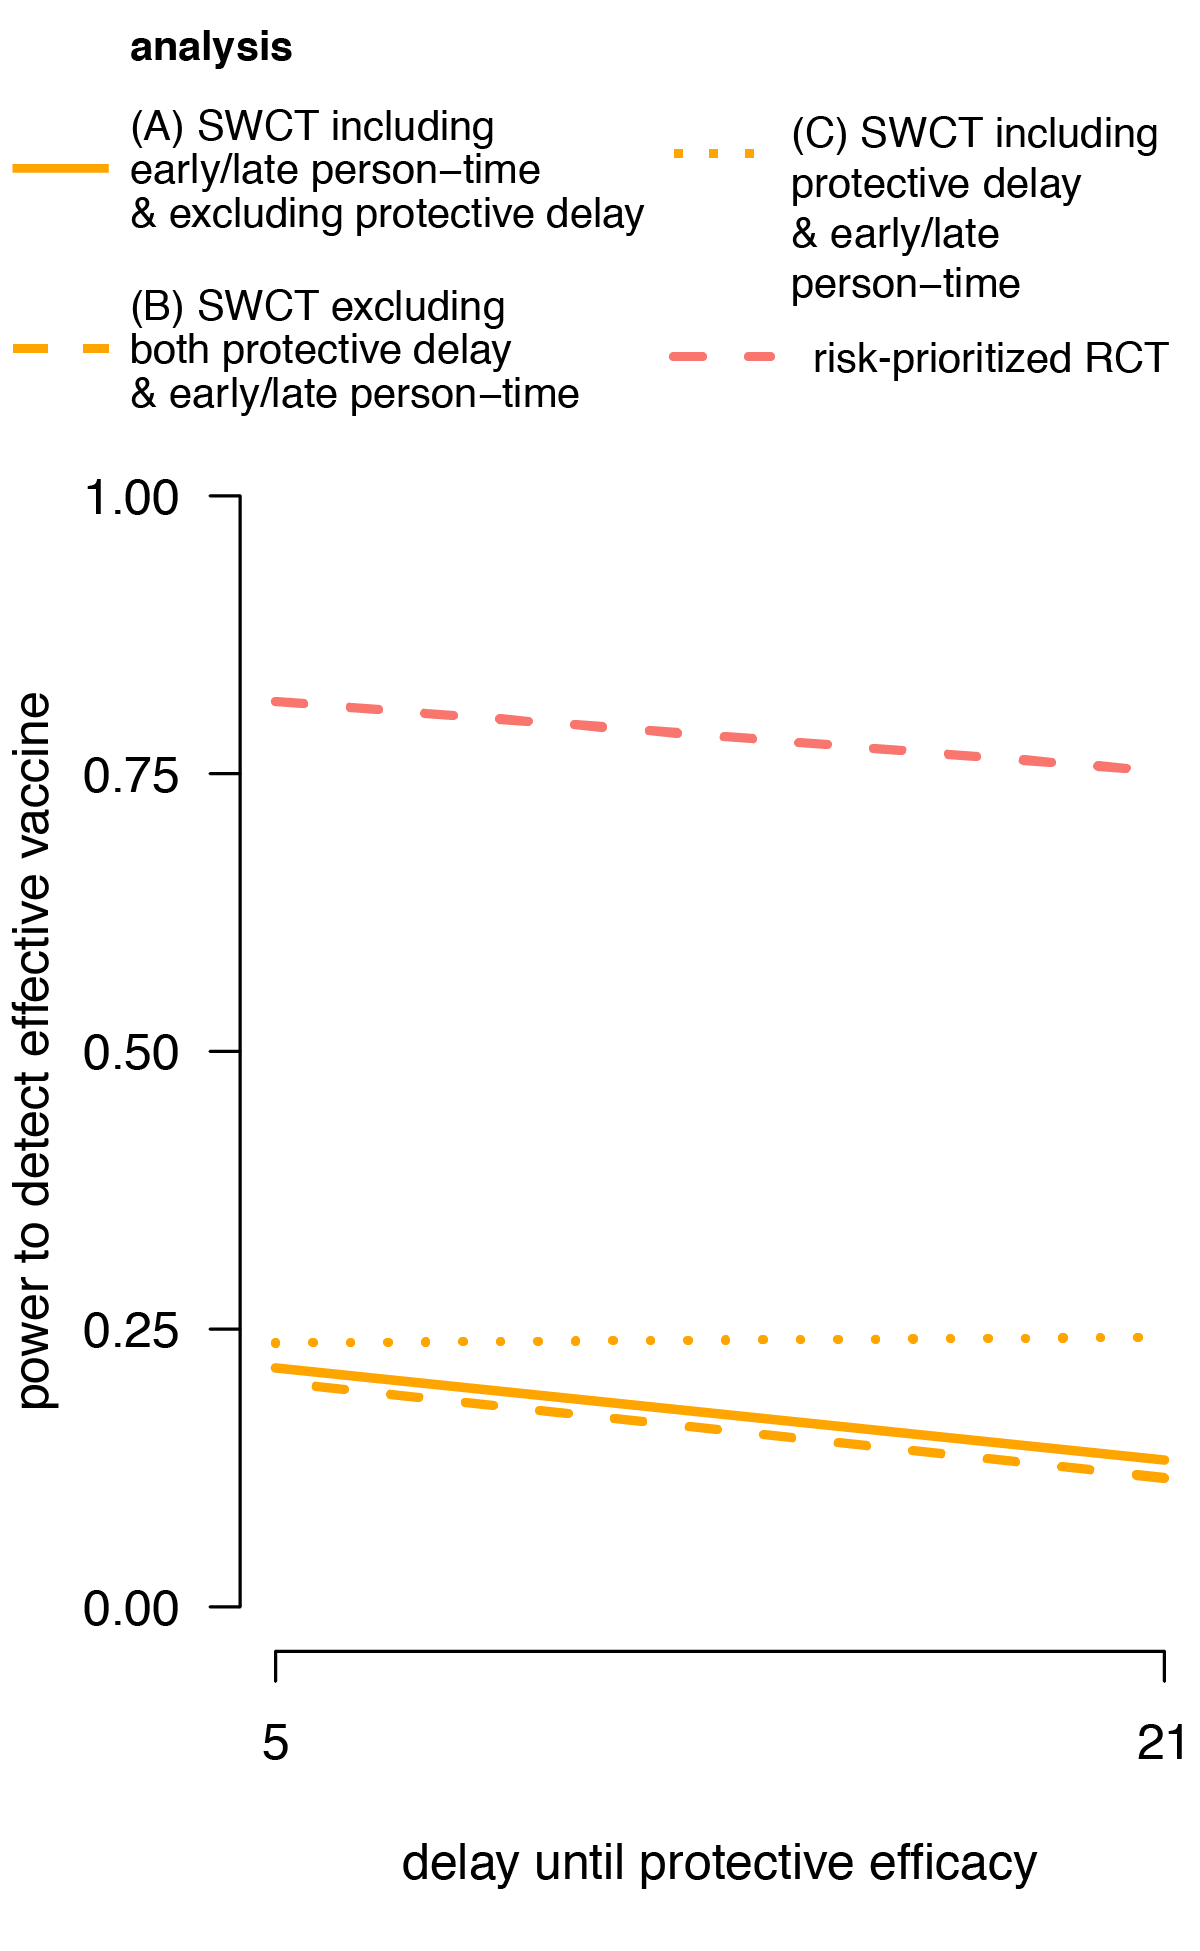 analysis
(A) SWCT including
early/late person−time
& excluding protective delay
(B) SWCT excluding
both protective delay
& early/late person−time
(C) SWCT including
protective delay
& early/late
person−time
risk-prioritized RCT
power to detect effective vaccine
1.00
0.75
0.50
0.25
0.00
5
21
delay until protective efficacy